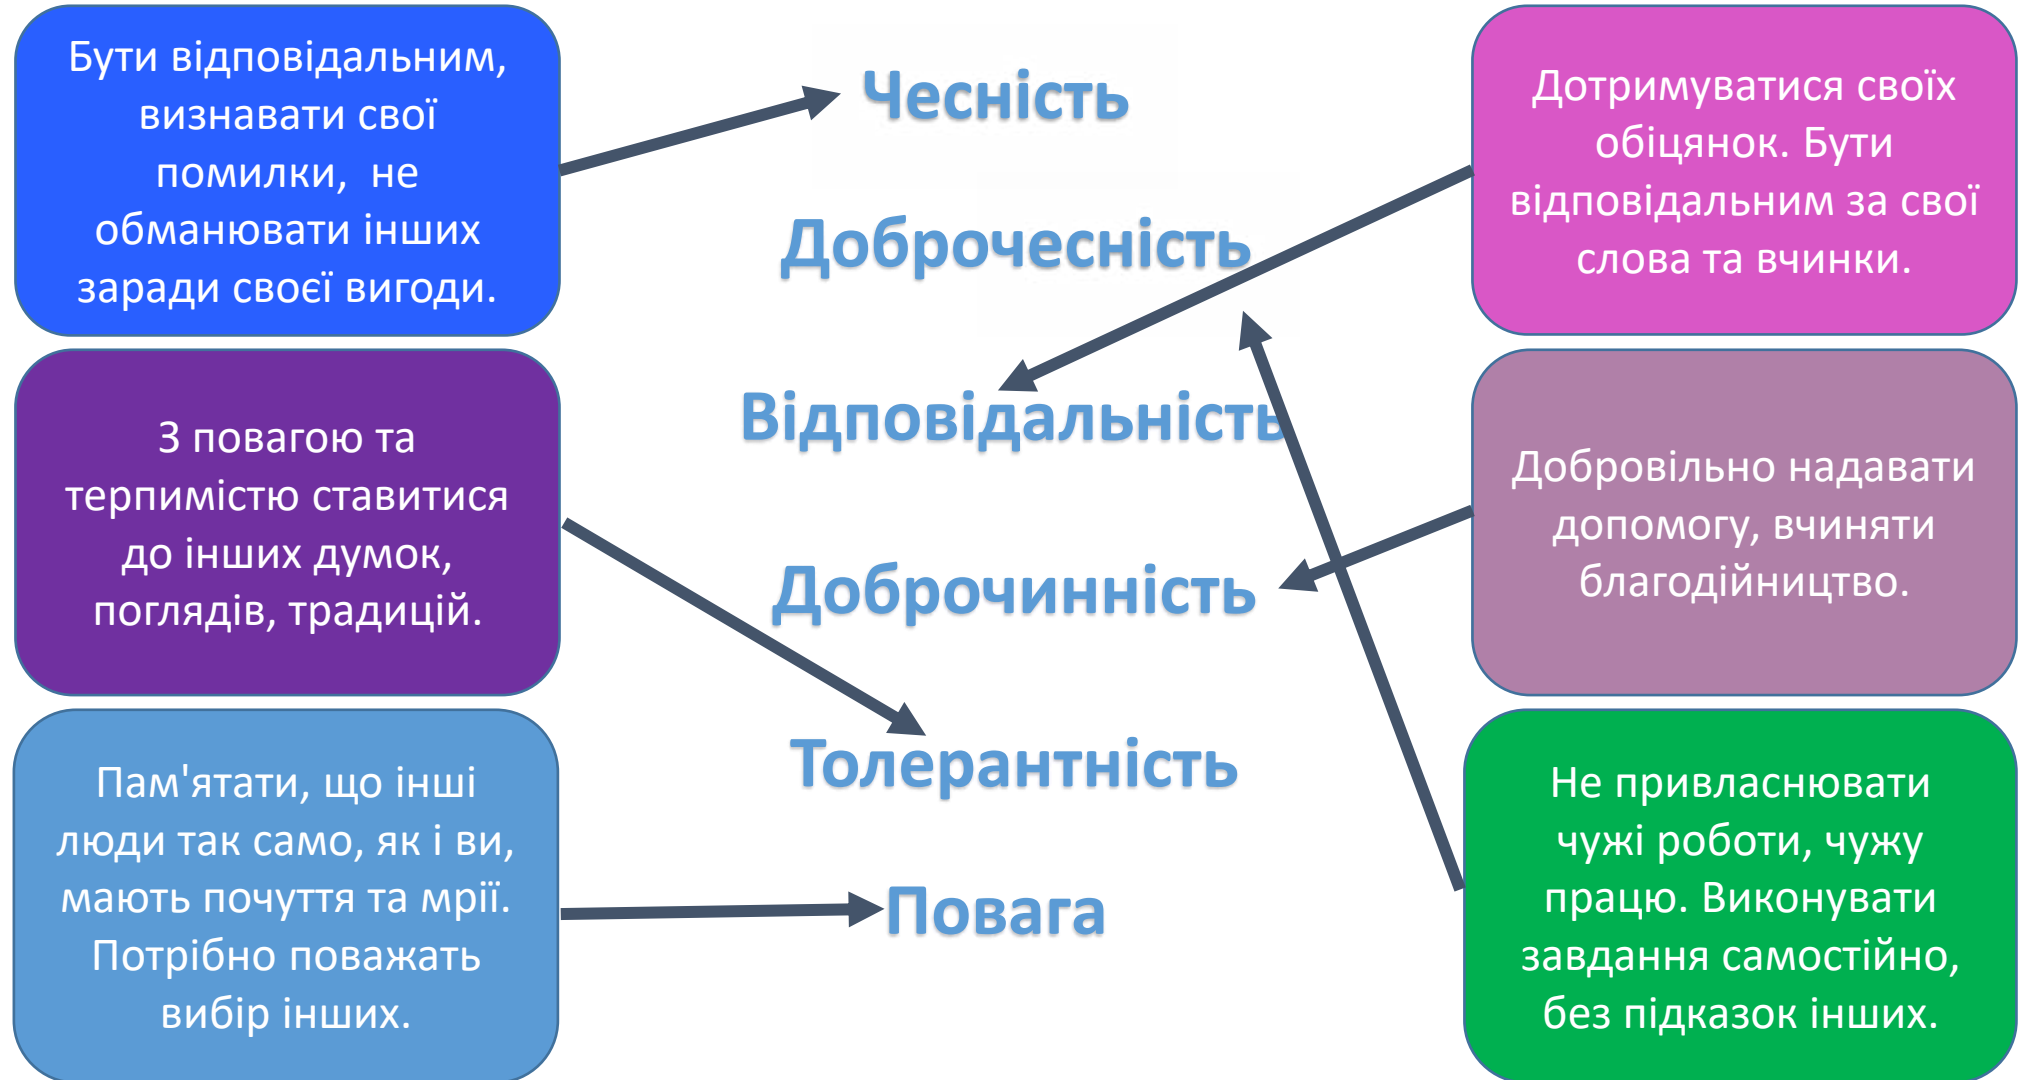 Бути відповідальним,
визнавати свої
помилки, не
обманювати інших
заради своєї вигоди.
З повагою та
терпимістю ставитися
до інших думок,
поглядів, традицій.
Пам'ятати, що інші
люди так само, як і ви,
мають почуття та мрії.
Потрібно поважать
вибір інших.
Чесність
Доброчесність
Відповідальність
Доброчинність
Толерантність
Повага
Дотримуватися своїх
обіцянок. Бути
відповідальним за свої
слова та вчинки.
Добровільно надавати
допомогу, вчиняти
благодійництво.
Не привласнювати
чужі роботи, чужу
працю. Виконувати
завдання самостійно,
без підказок інших.